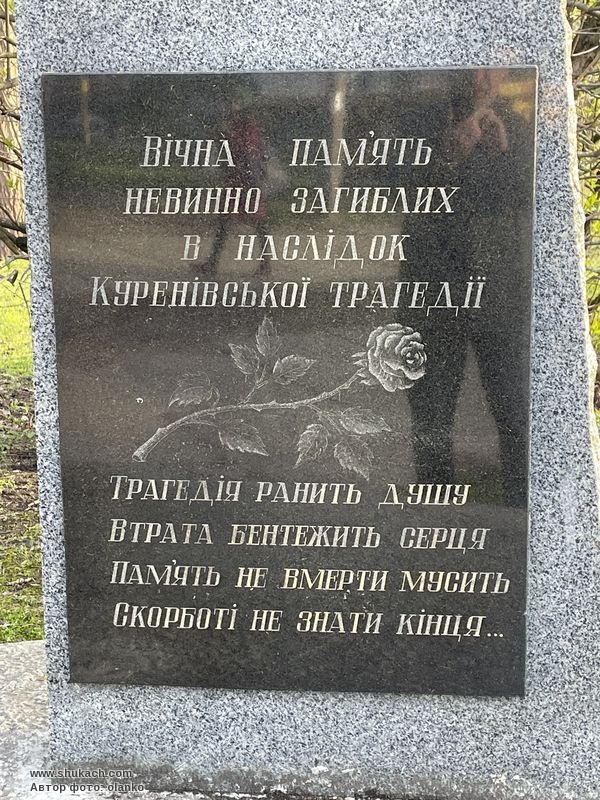 Вічна пам'ять
невинно загиблих
в наслідок
Куренівської трагедії
Трагедія ранить душу
Втрата бентежить серця
Пам'ять не вмерти мусить
Скорботі не знати кінця...
www.shukach.com
Автор фото: olanko